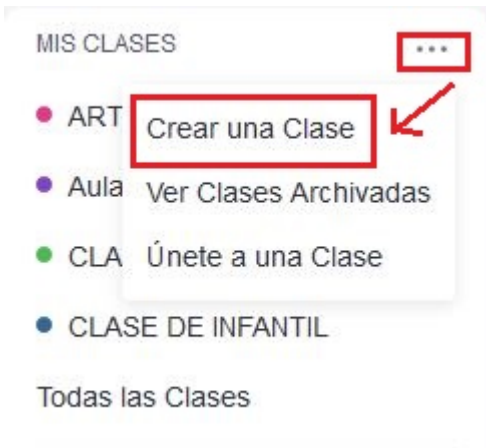 MIS CLASES ...
ART
Crear una Clase
Aula
Ver Clases Archivadas
CLA
Únete a una Clase
CLASE DE INFANTIL
Todas las Clases